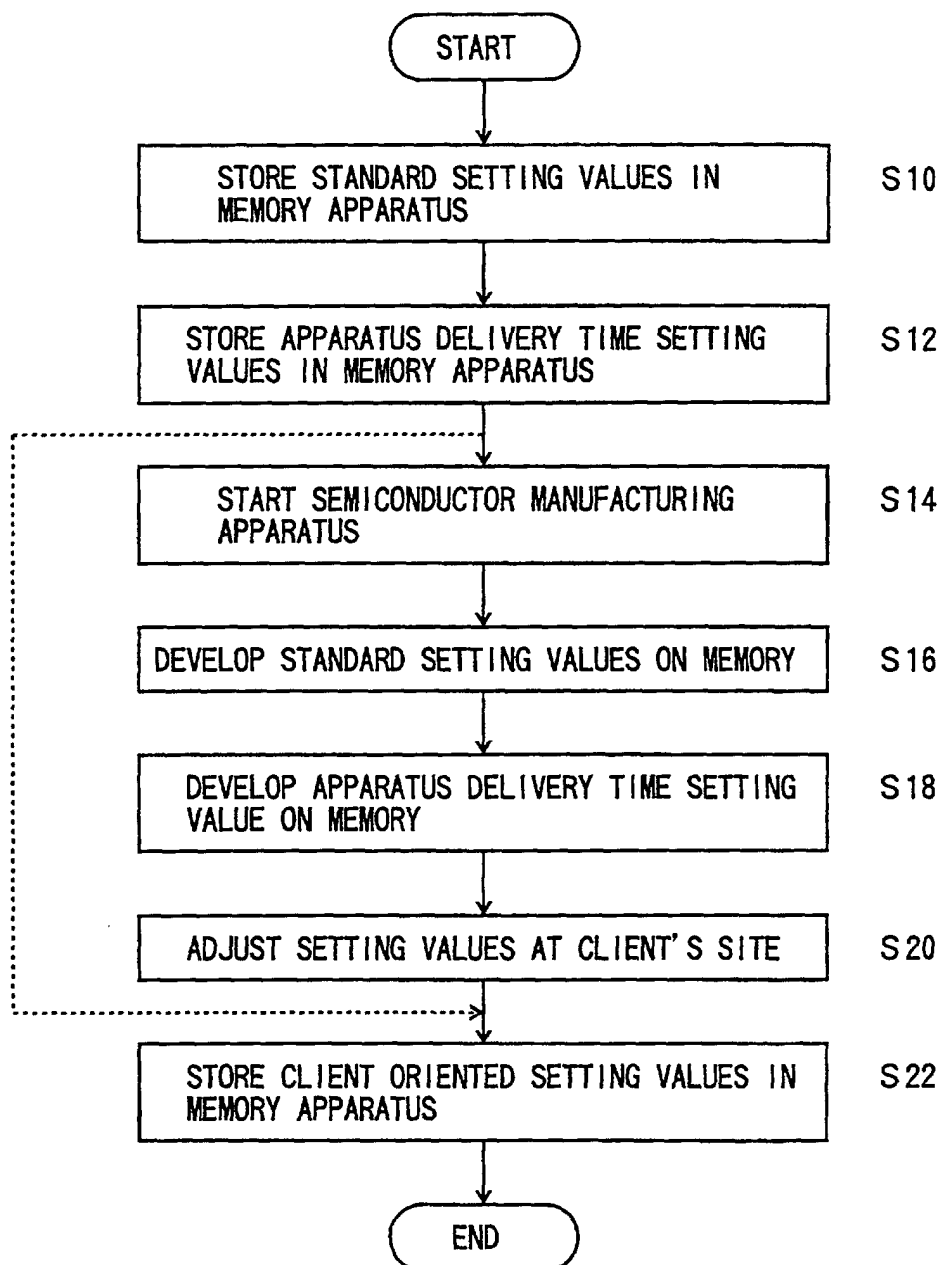 START
STORE STANDARD SETTING VALUES IN
MEMORY APPARATUS
S10
STORE APPARATUS DELIVERY TIME SETTING
VALUES IN MEMORY APPARATUS
S12
START SEMICONDUCTOR MANUFACTURING
APPARATUS
S14
DEVELOP STANDARD SETTING VALUES ON MEMORY
S16
DEVELOP APPARATUS DELIVERY TIME SETTING
VALUE ON MEMORY
S18
ADJUST SETTING VALUES AT CLIENT'S SITE
S20
STORE CLIENT ORIENTED SETTING VALUES IN
MEMORY APPARATUS
S22
END